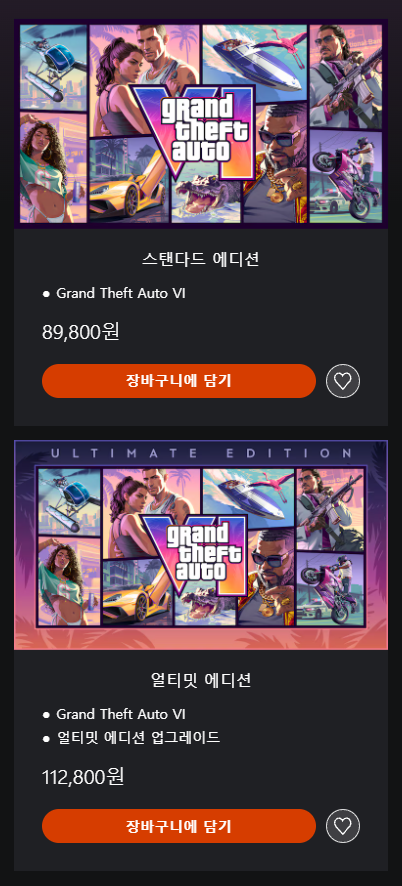 grand
theft
auto
VI
스탠다드 에디션
● Grand Theft Auto VI
89,800원
장바구니에 담기
ULTIMATE EDITION
grand
theft
auto
VI
얼티밋 에디션
● Grand Theft Auto VI
● 얼티밋 에디션 업그레이드
112,800원
장바구니에 담기